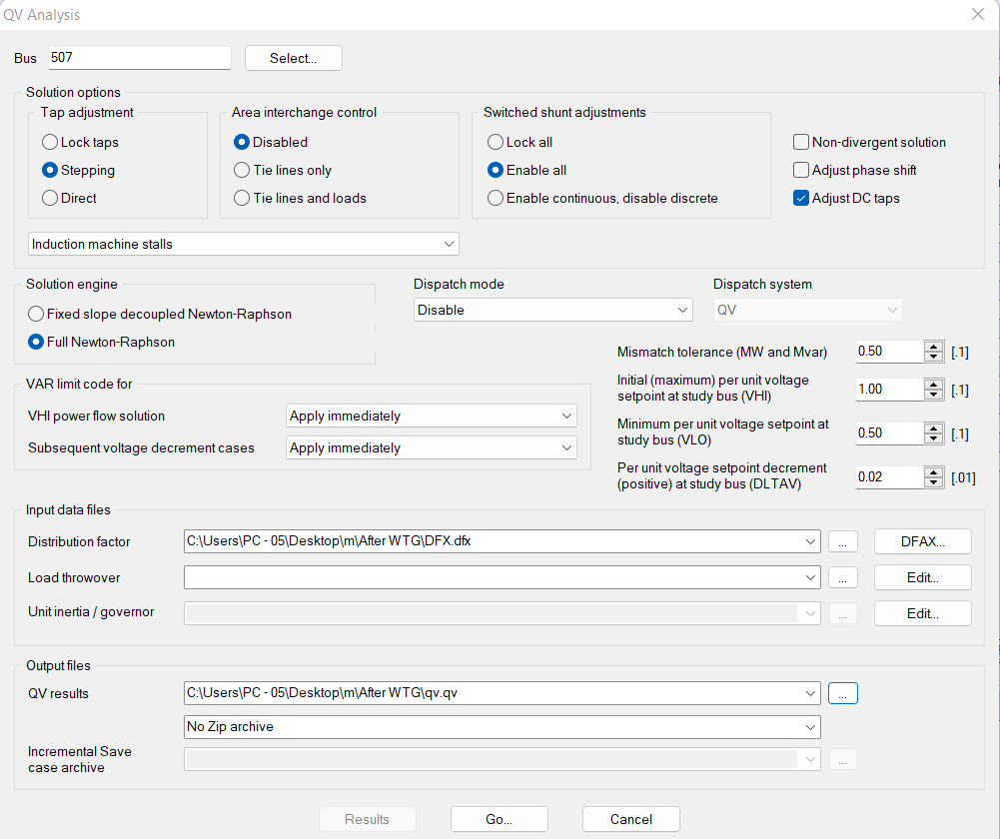 QV Analysis
Bus 507 Select...
Solution options
Tap adjustment
Lock taps
Stepping
Direct
Area interchange control
Disabled
Tie lines only
Tie lines and loads
Switched shunt adjustments
Lock all
Enable all
Enable continuous, disable discrete
Non-divergent solution
Adjust phase shift
Adjust DC taps
Induction machine stalls
Solution engine
Fixed slope decoupled Newton-Raphson
Full Newton-Raphson
Dispatch mode
Disable
Dispatch system
QV
VAR limit code for
VHI power flow solution Apply immediately
Subsequent voltage decrement cases Apply immediately
Mismatch tolerance (MW and Mvar) 0.50 [.1]
Initial (maximum) per unit voltage
setpoint at study bus (VHI) 1.00 [.1]
Minimum per unit voltage setpoint at
study bus (VLO) 0.50 [.1]
Per unit voltage setpoint decrement
(positive) at study bus (DLTAV) 0.02 [.01]
Input data files
Distribution factor C:\Users\PC - 05\Desktop\m\After WTG\DFX.dfx ... DFAX...
Load throwover ... Edit...
Unit inertia / governor ... Edit...
Output files
QV results C:\Users\PC - 05\Desktop\m\After WTG\qv.qv ...
No Zip archive
Incremental Save
case archive ...
Results Go... Cancel